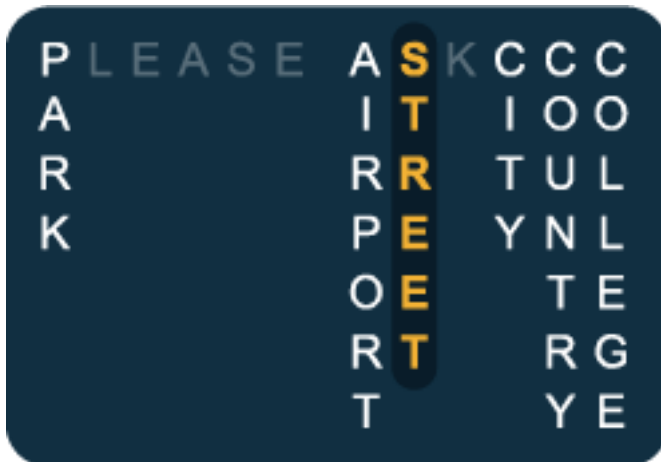 PLEASE ASK
PARK
AIRPORT
STREET
CITY
COUNTRY
COLLEGE